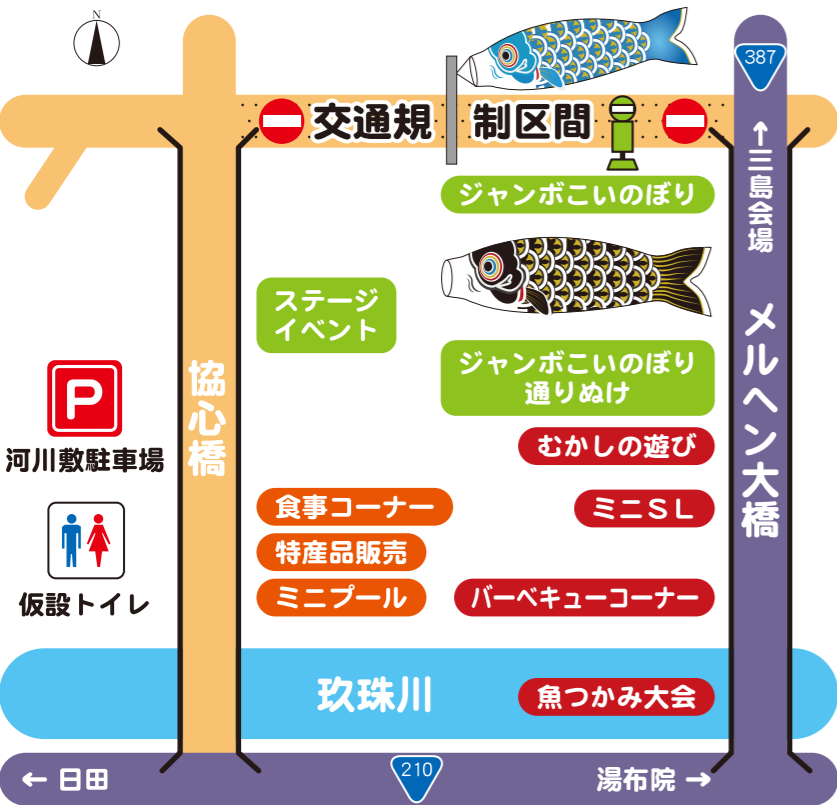 N
387
交通規制区間
↑三島会場
ジャンボこいのぼり
ステージ
イベント
ジャンボこいのぼり
通りぬけ
メルヘン大橋
協心橋
P
河川敷駐車場
むかしの遊び
食事コーナー
ミニSL
特産品販売
仮設トイレ
ミニプール
バーベキューコーナー
玖珠川
魚つかみ大会
← 日田
210
湯布院 →